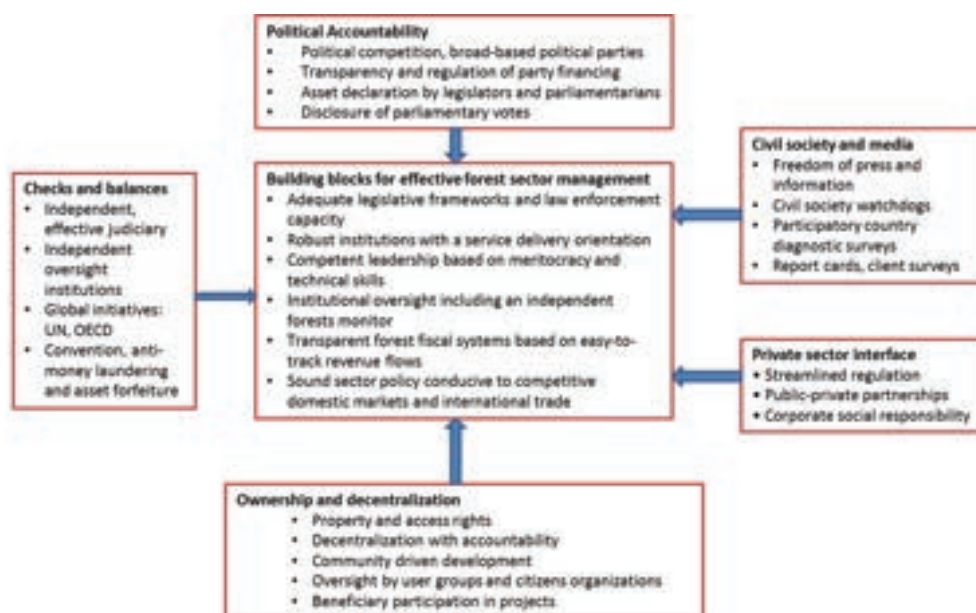 Political Accountability
• Political competition, broad-based political parties
• Transparency and regulation of party financing
• Asset declaration by legislators and parliamentarians
• Disclosure of parliamentary votes
Checks and balances
• Independent,
effective judiciary
• Independent
oversight
institutions
• Global initiatives:
UN, OECD
• Convention, anti-
money laundering
and asset forfeiture
Building blocks for effective forest sector management
• Adequate legislative frameworks and law enforcement
capacity
• Robust institutions with a service delivery orientation
• Competent leadership based on meritocracy and
technical skills
• Institutional oversight including an independent
forests monitor
• Transparent forest fiscal systems based on easy-to-
track revenue flows
• Sound sector policy conducive to competitive
domestic markets and international trade
Civil society and media
• Freedom of press and
information
• Civil society watchdogs
• Participatory country
diagnostic surveys
• Report cards, client surveys
Private sector interface
• Streamlined regulation
• Public-private partnerships
• Corporate social responsibility
Ownership and decentralization
• Property and access rights
• Decentralization with accountability
• Community driven development
• Oversight by user groups and citizens organizations
• Beneficiary participation in projects